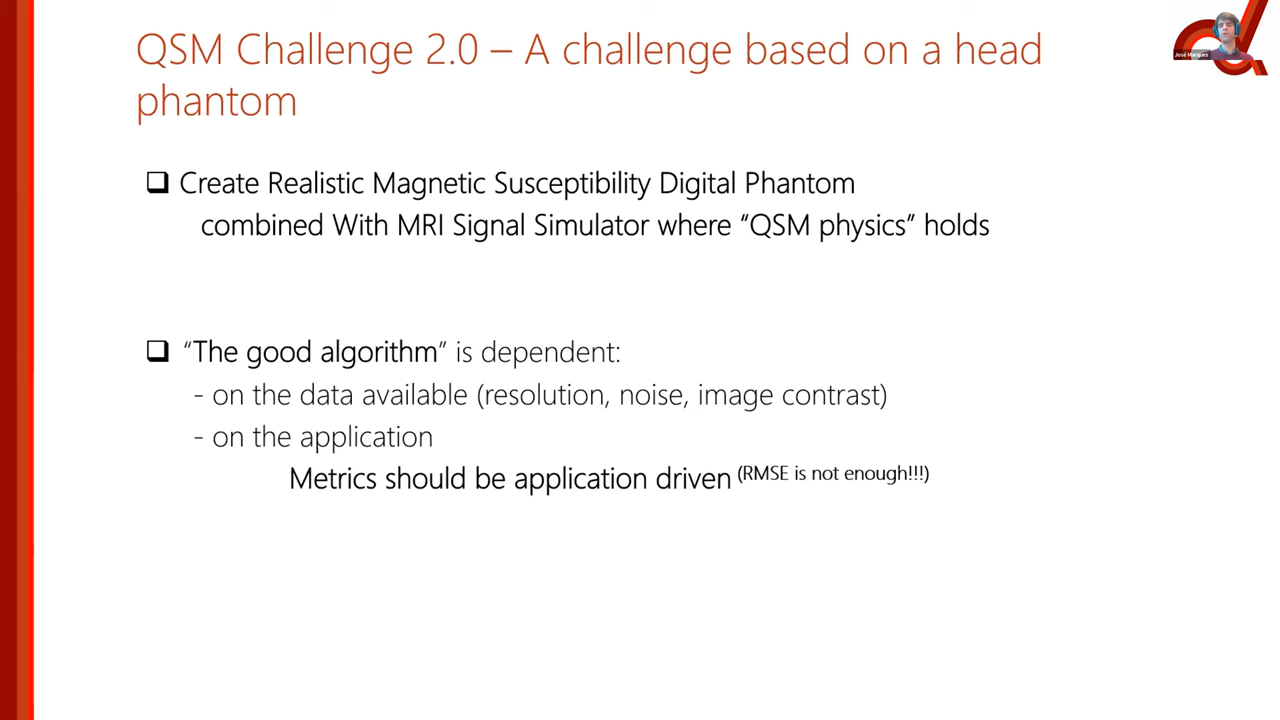 QSM Challenge 2.0 – A challenge based on a head
phantom
José Marques
❑ Create Realistic Magnetic Susceptibility Digital Phantom
combined With MRI Signal Simulator where “QSM physics” holds
❑ “The good algorithm” is dependent:
- on the data available (resolution, noise, image contrast)
- on the application
Metrics should be application driven (RMSE is not enough!!!)